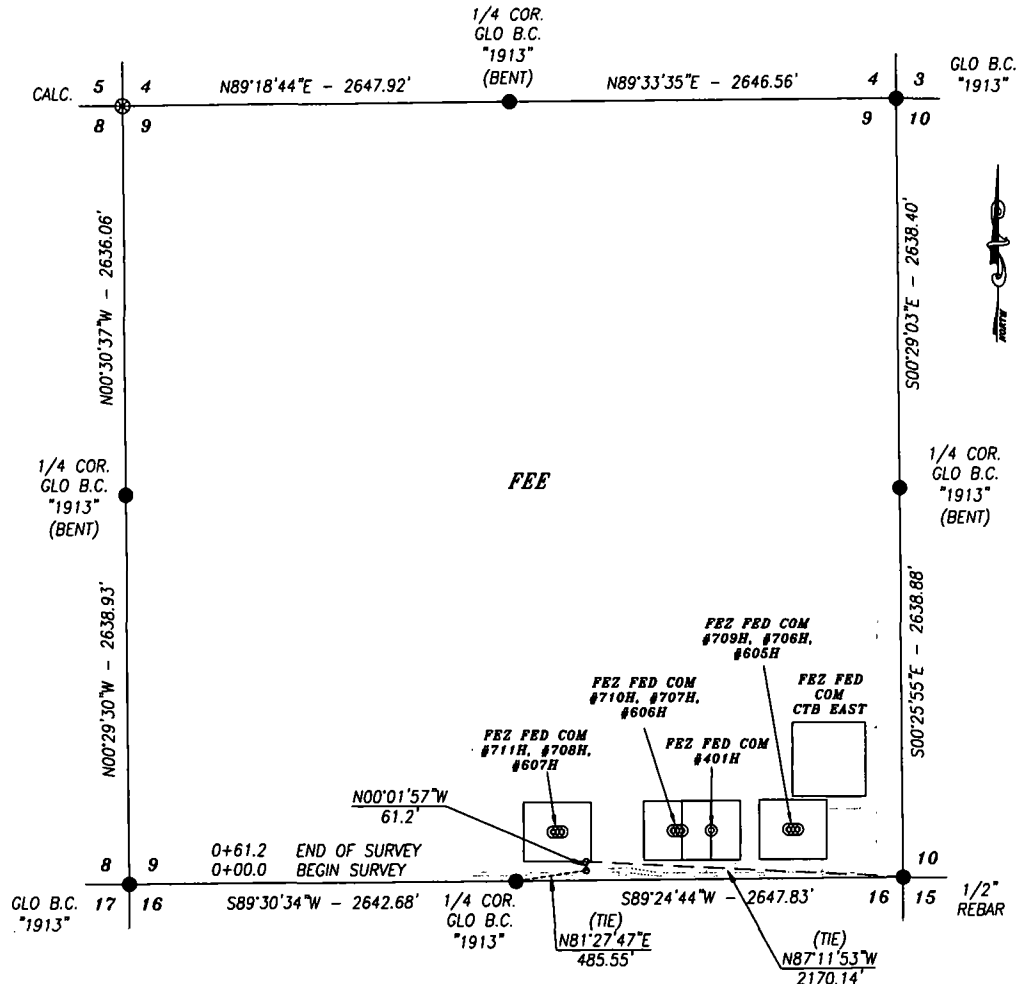 1/4 COR.
GLO B.C.
"1913"
(BENT)
GLO B.C.
"1913"
CALC.
5 4
8 9
N89°18'44"E - 2647.92'
N89°33'35"E - 2646.56'
4 3
9 10
N00°30'37"W - 2636.06'
S00°29'03"E - 2638.40'
NORTH
1/4 COR.
GLO B.C.
"1913"
(BENT)
FEE
1/4 COR.
GLO B.C.
"1913"
(BENT)
N00°29'30"W - 2638.93'
S00°25'55"E - 2638.88'
FEZ FED COM
#709H, #706H,
#605H
FEZ FED COM
#710H, #707H,
#606H
FEZ FED
COM
CTB EAST
FEZ FED COM
#711H, #708H,
#607H
FEZ FED COM
#401H
N00°01'57"W
61.2'
0+61.2 END OF SURVEY
0+00.0 BEGIN SURVEY
8 9
17 16
GLO B.C.
"1913"
S89°30'34"W - 2642.68'
1/4 COR.
GLO B.C.
"1913"
S89°24'44"W - 2647.83'
10
16 15
1/2"
REBAR
(TIE)
N81°27'47"E
485.55'
(TIE)
N87°11'53"W
2170.14'